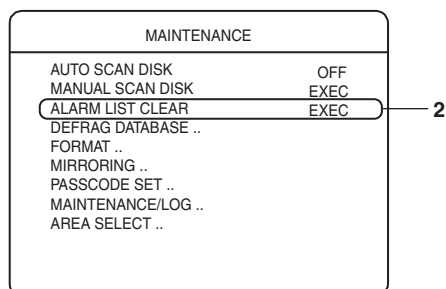 MAINTENANCE
AUTO SCAN DISK OFF
MANUAL SCAN DISK EXEC
ALARM LIST CLEAR EXEC 2
DEFRAG DATABASE ..
FORMAT ..
MIRRORING ..
PASSCODE SET ..
MAINTENANCE/LOG ..
AREA SELECT ..